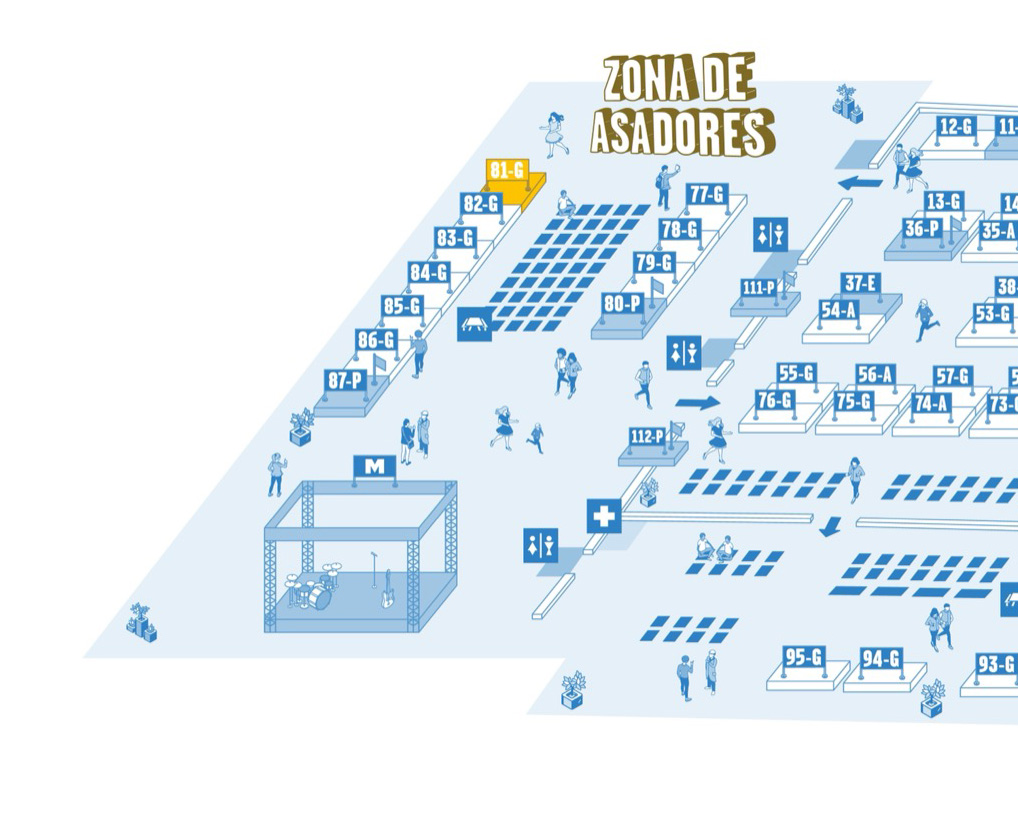 ZONA DE
ASADORES
12-G
11-
81-G
82-G
83-G
84-G
85-G
86-G
87-P
77-G
78-G
79-G
80-P
111-P
112-P
13-G
14
36-P
35-A
37-E
38-
54-A
53-G
55-G
56-A
57-G
76-G
75-G
74-A
73-
M
95-G
94-G
93-G